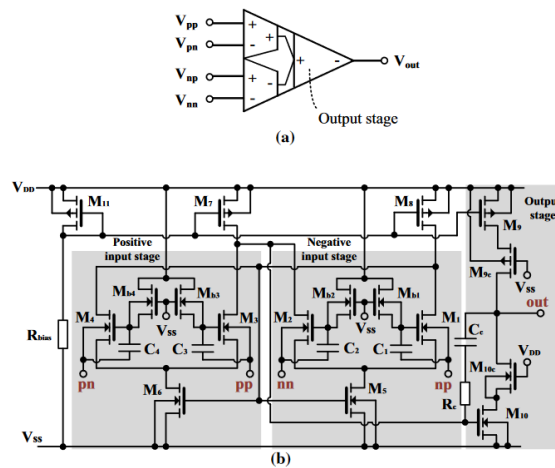 Vpp
Vpn
Vnp
Vnn
+
-
+
-
+
-
+
-
-
Vout
Output stage
(a)
VDD
M11
M7
M8
Output stage
M9
Positive input stage
Negative input stage
M9c
VSS
Mb4
Mb3
Mb2
Mb1
out
M4
VSS
M3
M2
VSS
M1
Rbias
C4
C3
C2
C1
Cc
VDD
pn
pp
nn
np
M10c
M6
M5
Rc
M10
VSS
(b)